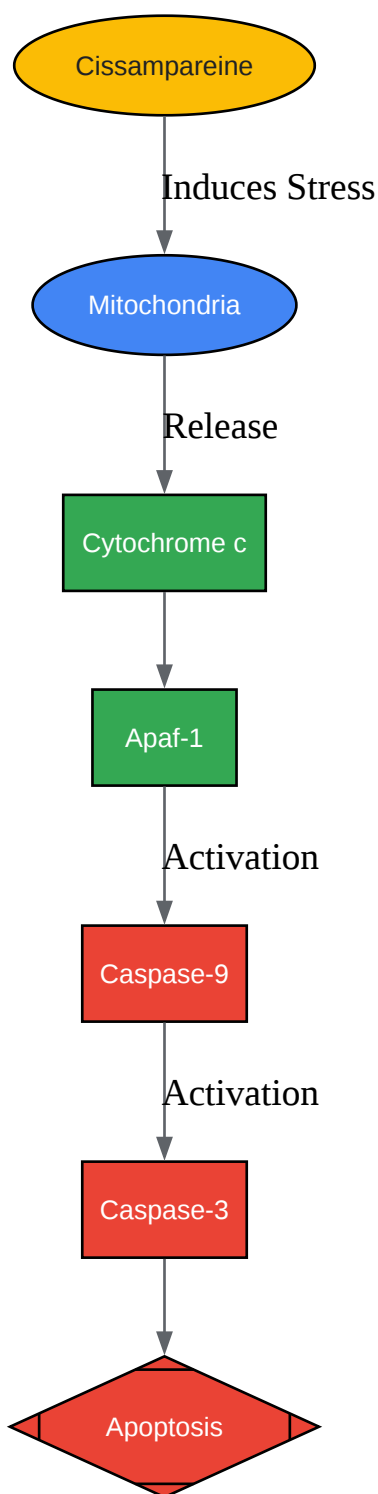 Cissampareine
Induces Stress
Mitochondria
Release
Cytochrome c
Apaf-1
Activation
Caspase-9
Activation
Caspase-3
Apoptosis